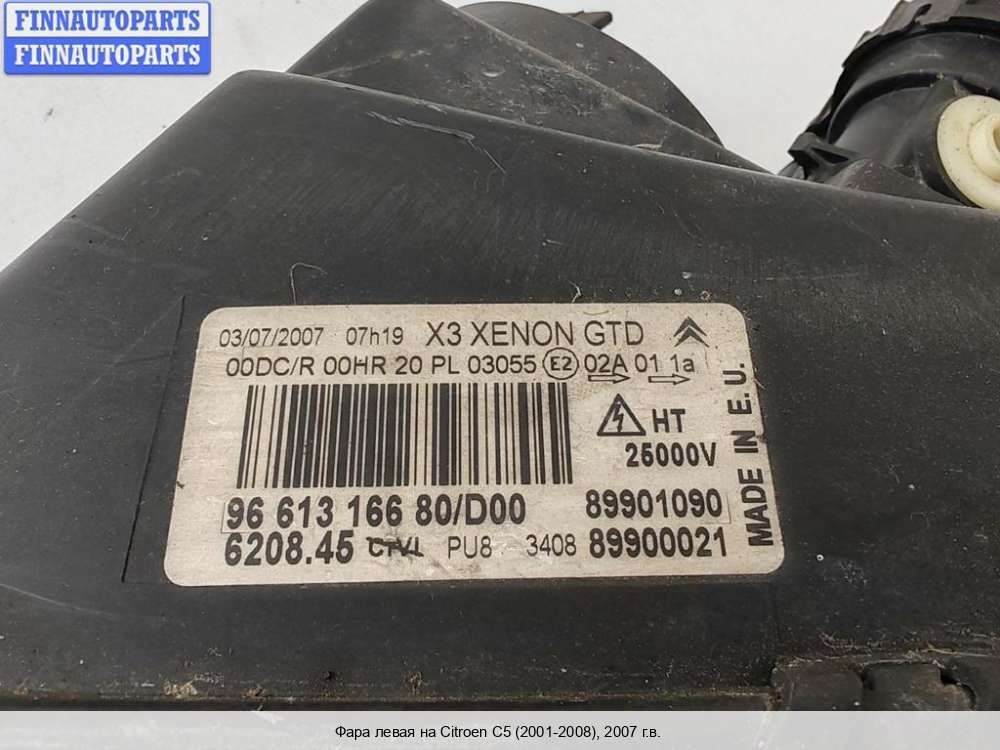 FINNAUTOPARTS
FINNAUTOPARTS
03/07/2007 07h19 X3 XENON GTD
00DC/R 00HR 20 PL 03055 E2 02A 01 1a
HT
25000V
MADE IN E.U.
96 613 166 80/D00 89901090
6208.45 PU8 3408 89900021
Фара левая на Citroen C5 (2001-2008), 2007 г.в.